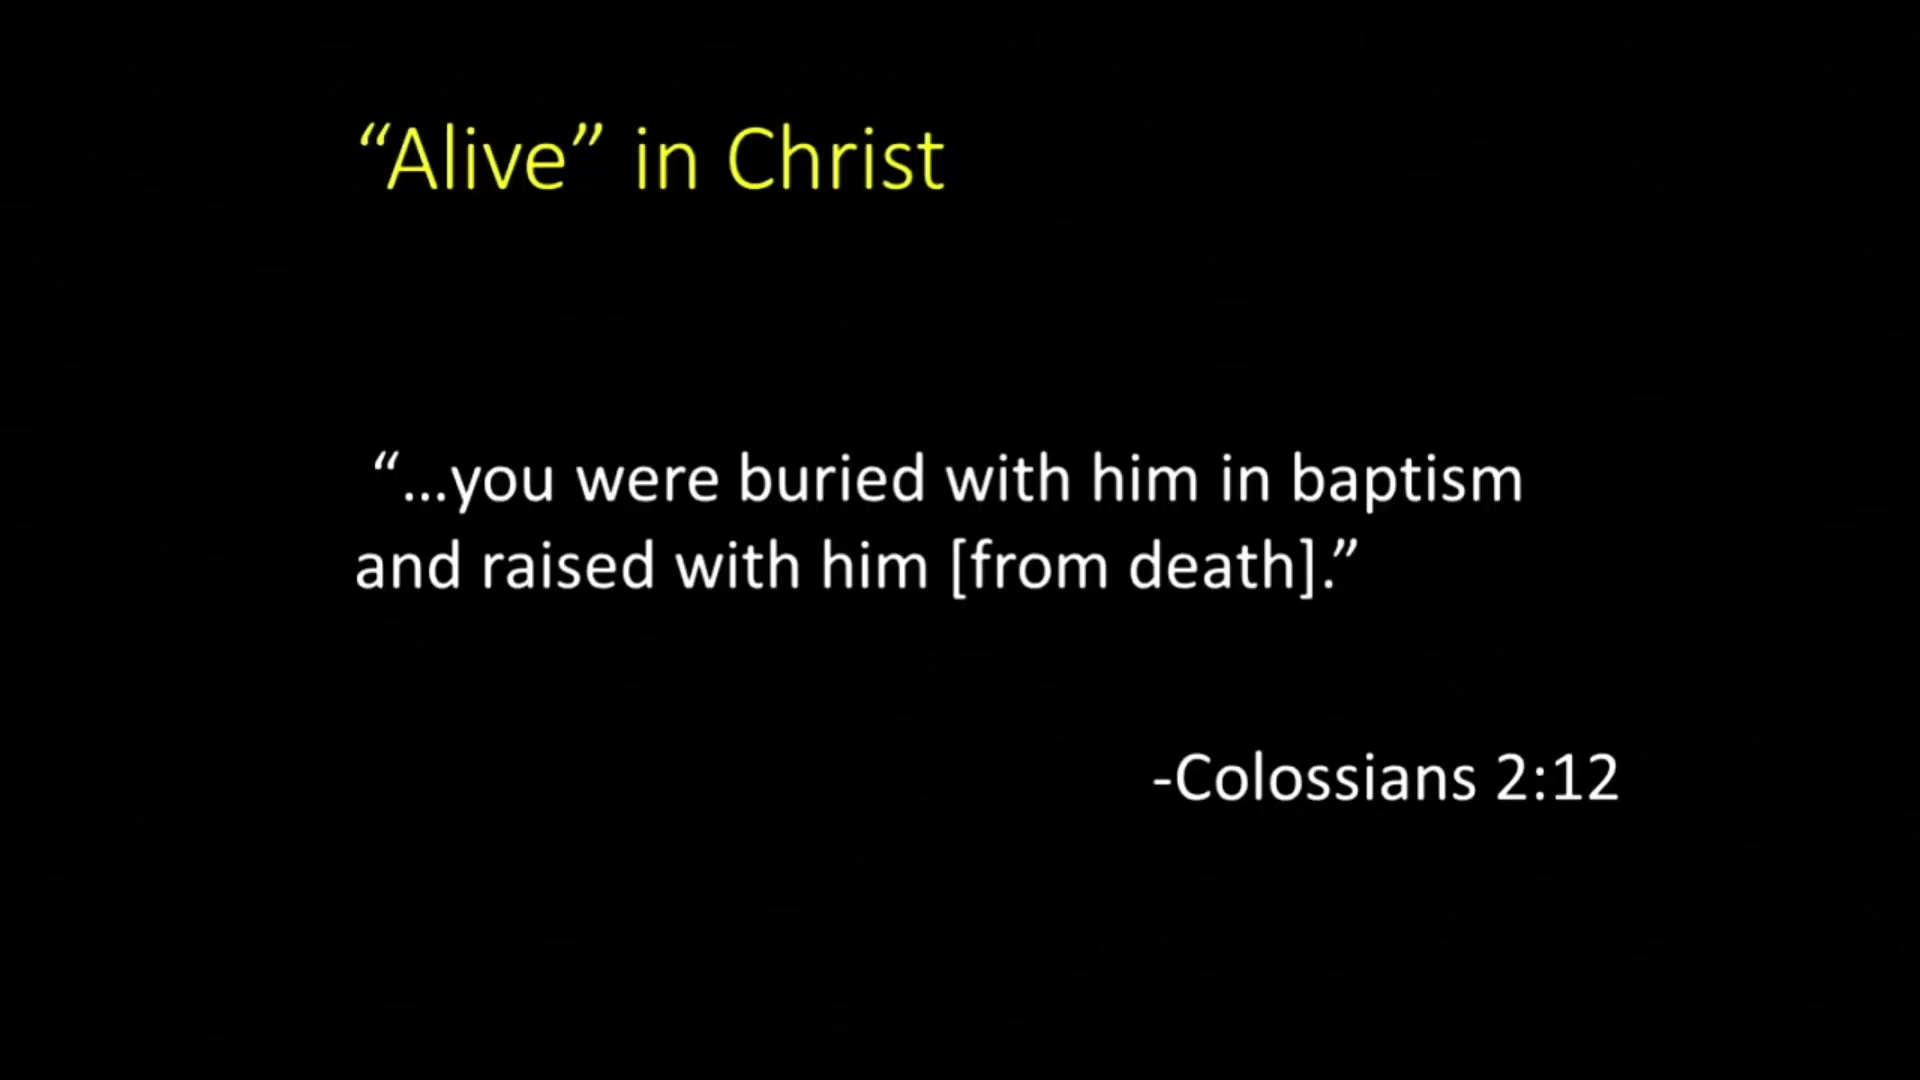 “Alive” in Christ
“...you were buried with him in baptism
and raised with him [from death].”
-Colossians 2:12